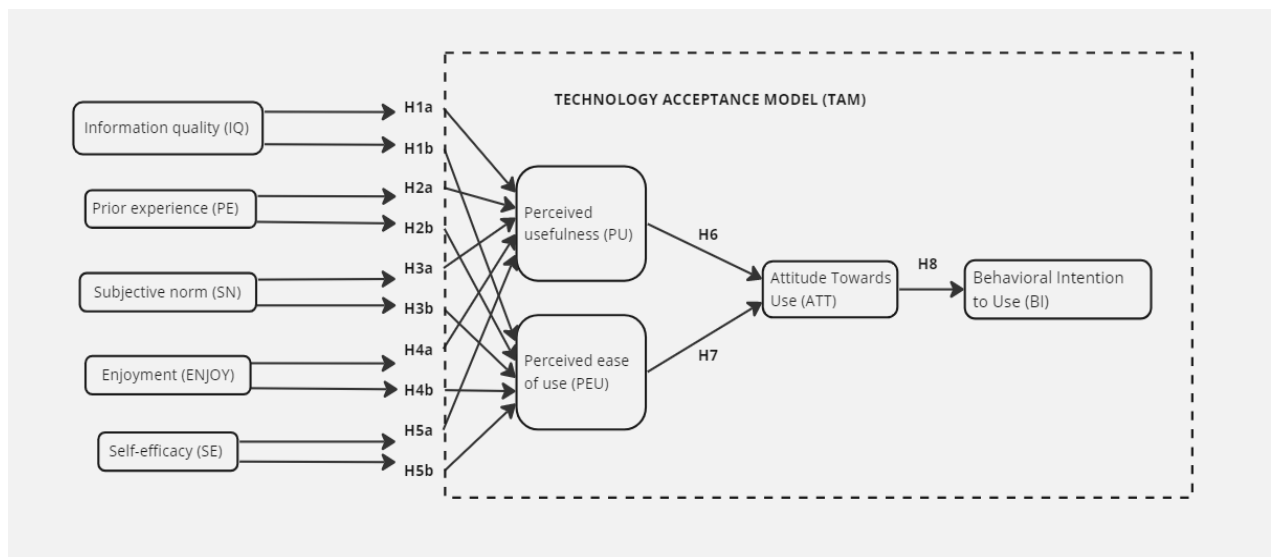 TECHNOLOGY ACCEPTANCE MODEL (TAM)
Information quality (IQ)
H1a
H1b
Prior experience (PE)
H2a
H2b
Subjective norm (SN)
H3a
H3b
Enjoyment (ENJOY)
H4a
H4b
Self-efficacy (SE)
H5a
H5b
Perceived
usefulness (PU)
Perceived ease
of use (PEU)
H6
H7
Attitude Towards
Use (ATT)
H8
Behavioral Intention
to Use (BI)